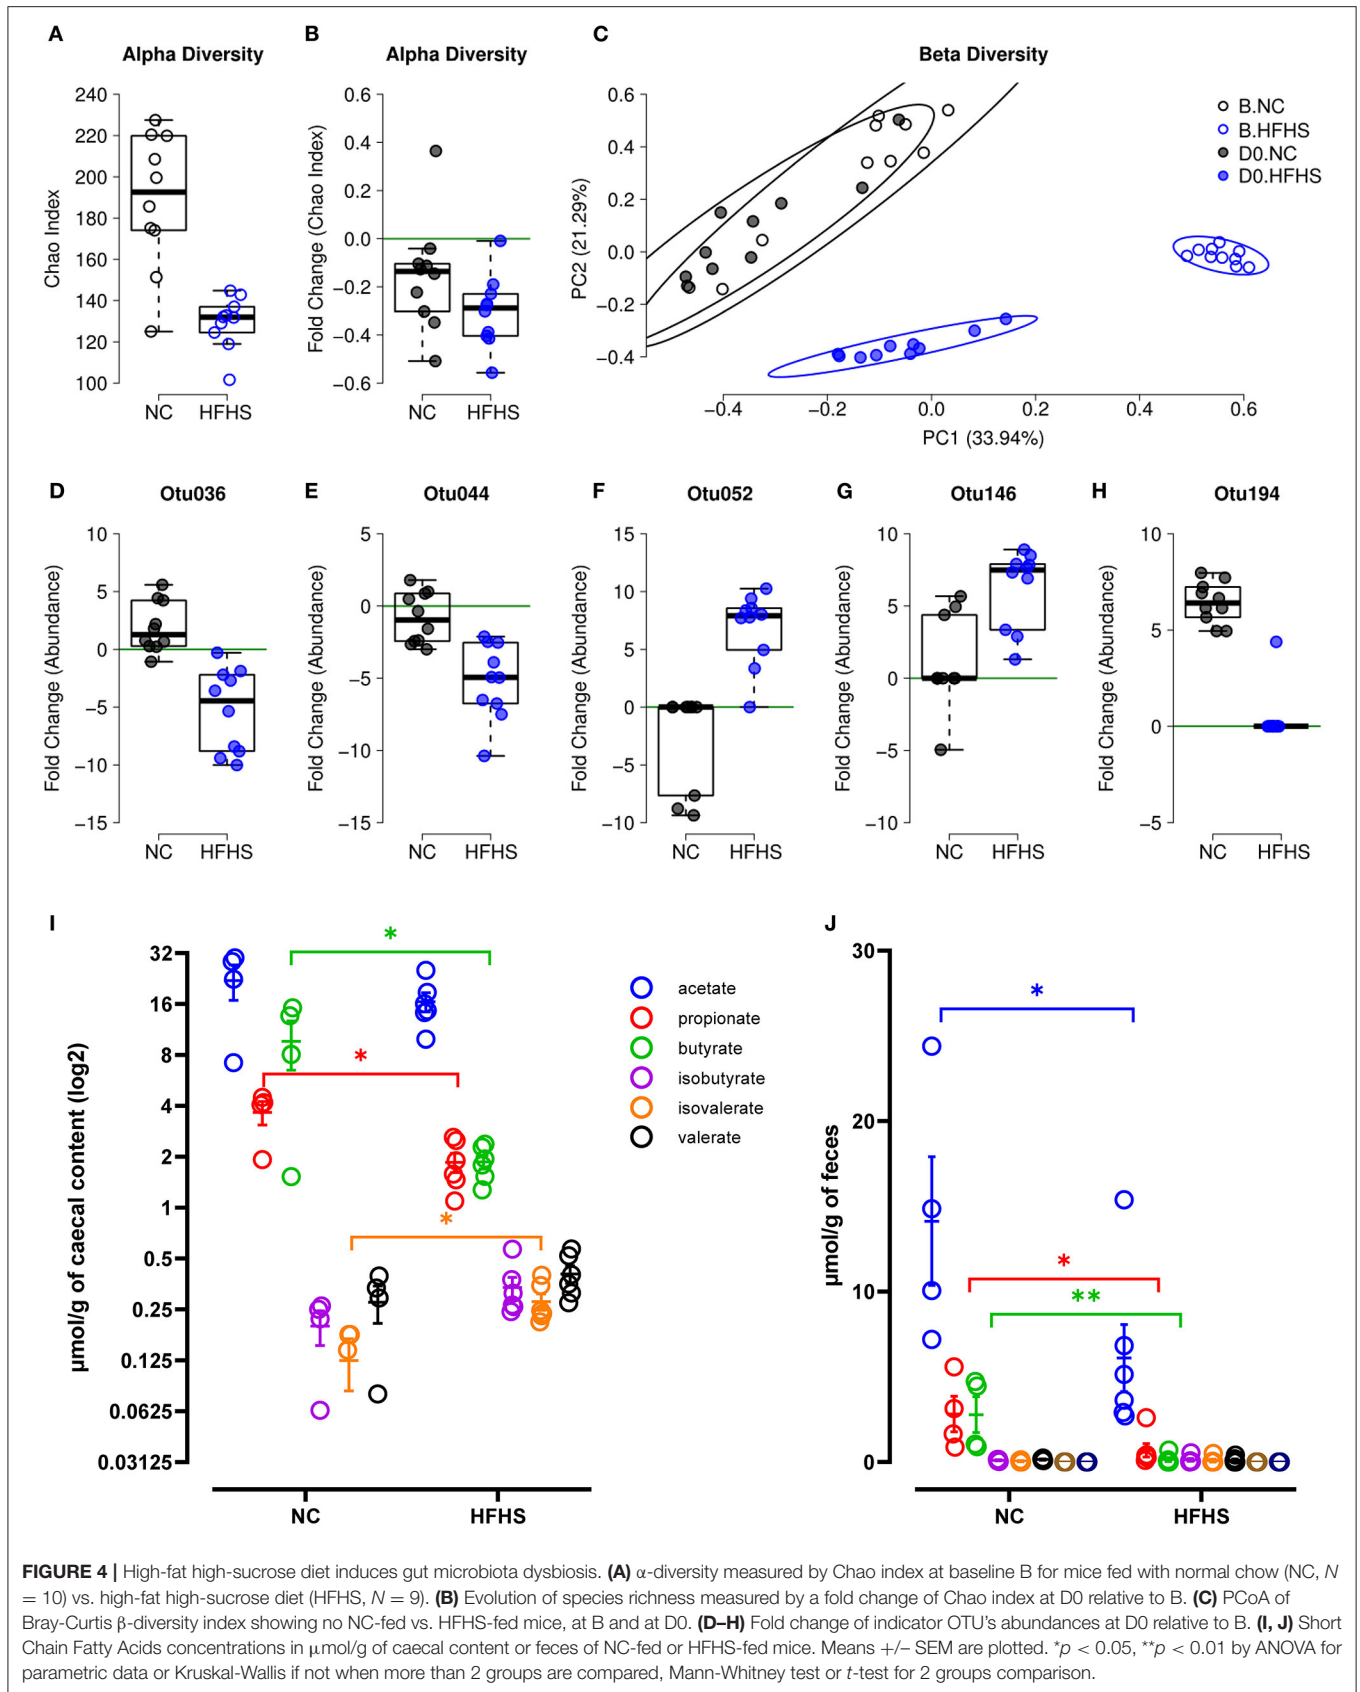 A
Alpha Diversity
Chao Index
240
220
200
180
160
140
120
100
NC
HFHS
B
Alpha Diversity
Fold Change (Chao Index)
0.6
0.4
0.2
0.0
−0.2
−0.4
−0.6
NC
HFHS
C
Beta Diversity
PC2 (21.29%)
0.6
0.4
0.2
0.0
−0.2
−0.4
−0.4
−0.2
0.0
0.2
0.4
0.6
PC1 (33.94%)
B.NC
B.HFHS
D0.NC
D0.HFHS
D
Otu036
Fold Change (Abundance)
10
5
0
−5
−10
−15
NC
HFHS
E
Otu044
Fold Change (Abundance)
5
0
−5
−10
−15
NC
HFHS
F
Otu052
Fold Change (Abundance)
15
10
5
0
−5
−10
NC
HFHS
G
Otu146
Fold Change (Abundance)
10
5
0
−5
−10
NC
HFHS
H
Otu194
Fold Change (Abundance)
10
5
0
−5
NC
HFHS
I
µmol/g of caecal content (log2)
32
16
8
4
2
1
0.5
0.25
0.125
0.0625
0.03125
*
*
*
NC
HFHS
acetate
propionate
butyrate
isobutyrate
isovalerate
valerate
J
µmol/g of feces
30
20
10
0
*
*
**
NC
HFHS
FIGURE 4 | High-fat high-sucrose diet induces gut microbiota dysbiosis. (A) α-diversity measured by Chao index at baseline B for mice fed with normal chow (NC, N
= 10) vs. high-fat high-sucrose diet (HFHS, N = 9). (B) Evolution of species richness measured by a fold change of Chao index at D0 relative to B. (C) PCoA of
Bray-Curtis β-diversity index showing no NC-fed vs. HFHS-fed mice, at B and at D0. (D–H) Fold change of indicator OTU's abundances at D0 relative to B. (I, J) Short
Chain Fatty Acids concentrations in µmol/g of caecal content or feces of NC-fed or HFHS-fed mice. Means +/− SEM are plotted. *p < 0.05, **p < 0.01 by ANOVA for
parametric data or Kruskal-Wallis if not when more than 2 groups are compared, Mann-Whitney test or t-test for 2 groups comparison.